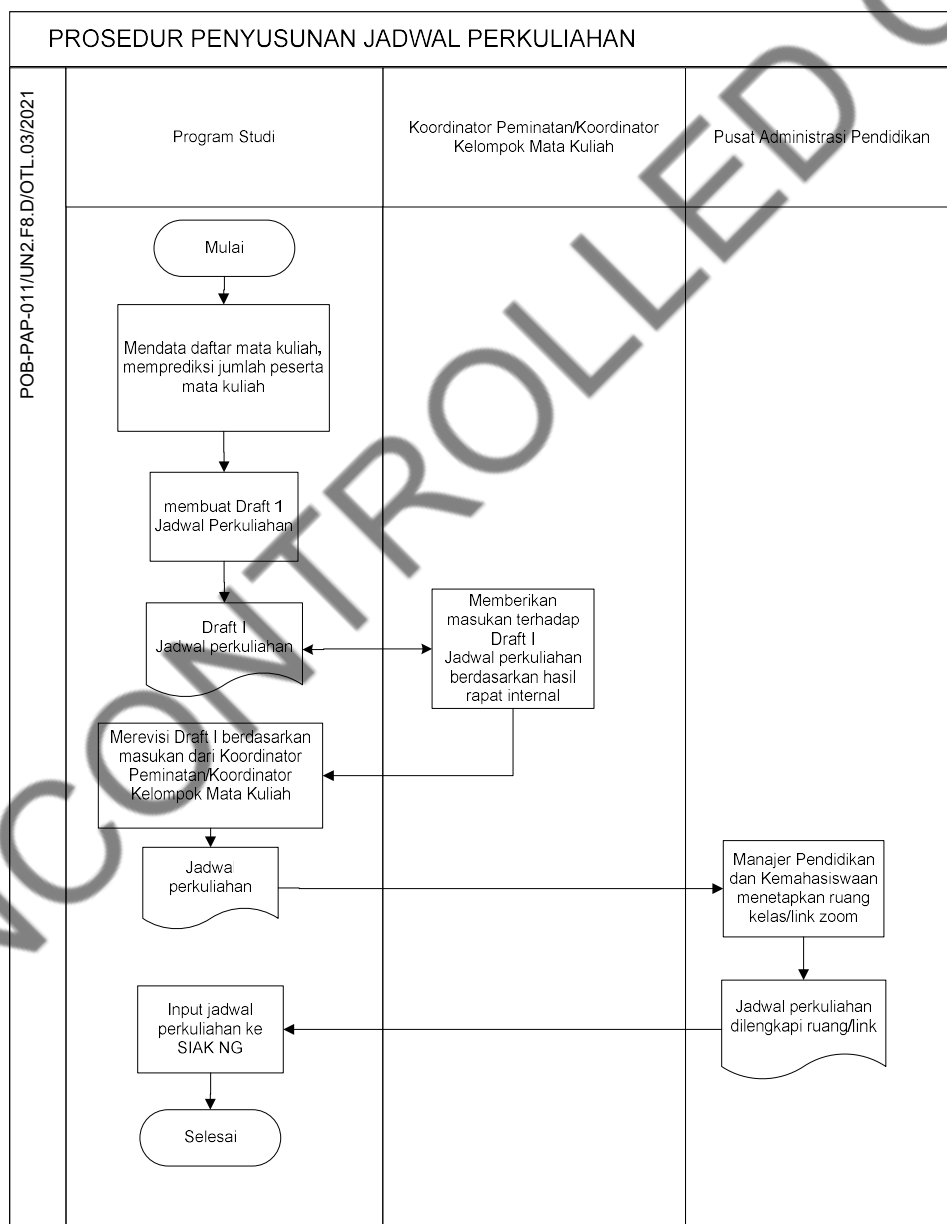 PROSEDUR PENYUSUNAN JADWAL PERKULIAHAN
POB-PAP-011/UN2.F8.D/OTL.03/2021
Program Studi
Koordinator Peminatan/Koordinator
Kelompok Mata Kuliah
Pusat Administrasi Pendidikan
Mulai
Mendata daftar mata kuliah,
memprediksi jumlah peserta
mata kuliah
membuat Draft 1
Jadwal Perkuliahan
Draft I
Jadwal perkuliahan
Memberikan
masukan terhadap
Draft I
Jadwal perkuliahan
berdasarkan hasil
rapat internal
Merevisi Draft I berdasarkan
masukan dari Koordinator
Peminatan/Koordinator
Kelompok Mata Kuliah
Jadwal
perkuliahan
Manajer Pendidikan
dan Kemahasiswaan
menetapkan ruang
kelas/link zoom
Jadwal perkuliahan
dilengkapi ruang/link
Input jadwal
perkuliahan ke
SIAK NG
Selesai
NCONTROLLED C